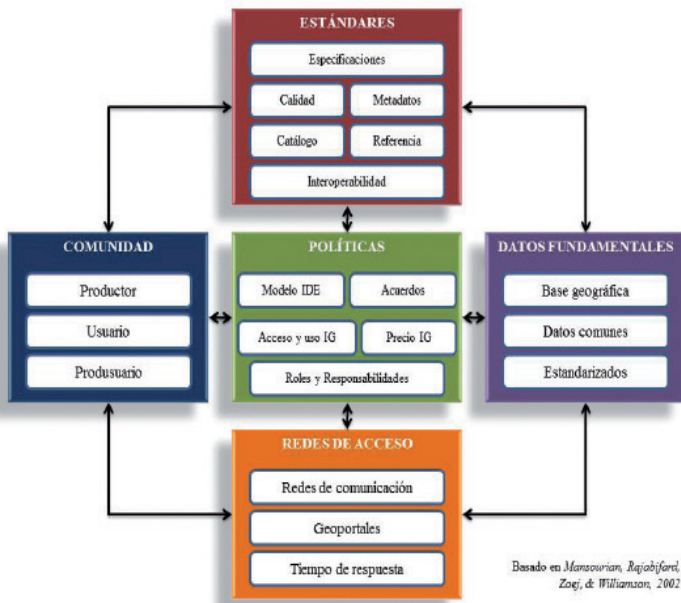 ESTÁNDARES
Especificaciones
Calidad
Metadatos
Catálogo
Referencia
Interoperabilidad
COMUNIDAD
Productor
Usuario
Produsuario
POLÍTICAS
Modelo IDE
Acuerdos
Acceso y uso IG
Precio IG
Roles y Responsabilidades
DATOS FUNDAMENTALES
Base geográfica
Datos comunes
Estandarizados
REDES DE ACCESO
Redes de comunicación
Geoportales
Tiempo de respuesta
Basado en Mansourian, Rajabifard,
Zoej, & Williamson, 2002